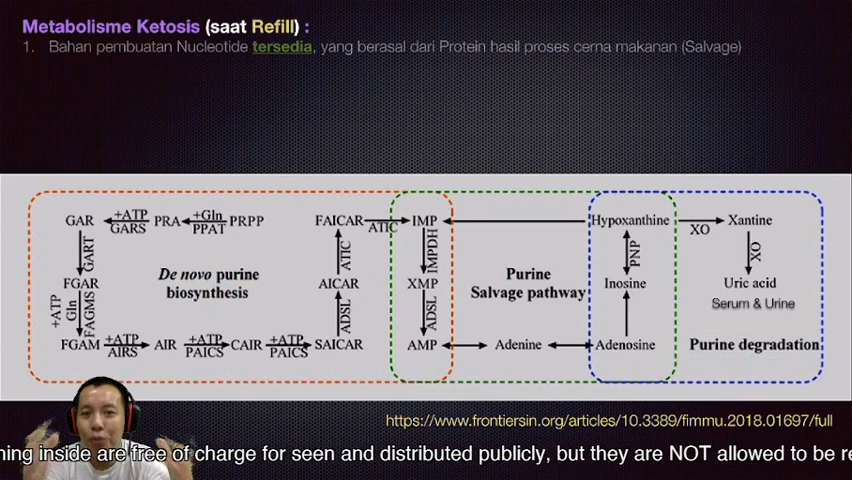 Metabolisme Ketosis (saat Refill) :
1. Bahan pembuatan Nucleotide tersedia, yang berasal dari Protein hasil proses cerna makanan (Salvage)
GAR +ATP GARS PRA +Gln PPAT PRPP FAICAR ATIC IMP Hypoxanthine XO Xantine
GART ATIC IMPDH PNP XO
De novo purine biosynthesis
Purine Salvage pathway
FGAR AICAR XMP Inosine Uric acid
Serum & Urine
+ATP Gln FAGMS ADSL ADSL
FGAM +ATP AIRS AIR +ATP PAICS CAIR +ATP PAICS SAICAR AMP Adenine Adenosine Purine degradation
https://www.frontiersin.org/articles/10.3389/fimmu.2018.01697/full
ning inside are free of charge for seen and distributed publicly, but they are NOT allowed to be re